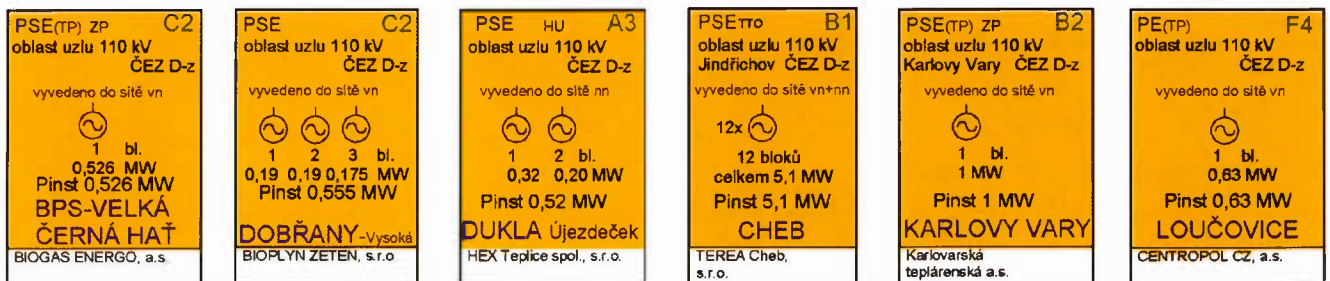 PSE(TP) ZP C2
oblast uzlu 110 kV
ČEZ D-z
vyvedeno do sítě vn
1 bl.
0,526 MW
Pinst 0,526 MW
BPS-VELKÁ
ČERNÁ HAŤ
BIOGAS ENERGO, a.s.
PSE C2
oblast uzlu 110 kV
ČEZ D-z
vyvedeno do sítě vn
1 2 3 bl.
0,19 0,19 0,175 MW
Pinst 0,555 MW
DOBŘANY-Vysoká
BIOPLYN ZETEN, s.r.o
PSE HU A3
oblast uzlu 110 kV
ČEZ D-z
vyvedeno do sítě nn
1 2 bl.
0,32 0,20 MW
Pinst 0,52 MW
DUKLA Újezdeček
HEX Teplice spol., s.r.o.
PSETTO B1
oblast uzlu 110 kV
Jindřichov ČEZ D-z
vyvedeno do sítě vn+nn
12x
12 bloků
celkem 5,1 MW
Pinst 5,1 MW
CHEB
TEREA Cheb,
s.r.o.
PSE(TP) ZP B2
oblast uzlu 110 kV
Karlovy Vary ČEZ D-z
vyvedeno do sítě vn
1 bl.
1 MW
Pinst 1 MW
KARLOVY VARY
Karlovarská
teplárenská a.s.
PE(TP) F4
oblast uzlu 110 kV
ČEZ D-z
vyvedeno do sítě vn
1 bl.
0,63 MW
Pinst 0,63 MW
LOUČOVICE
CENTROPOL CZ, a.s.